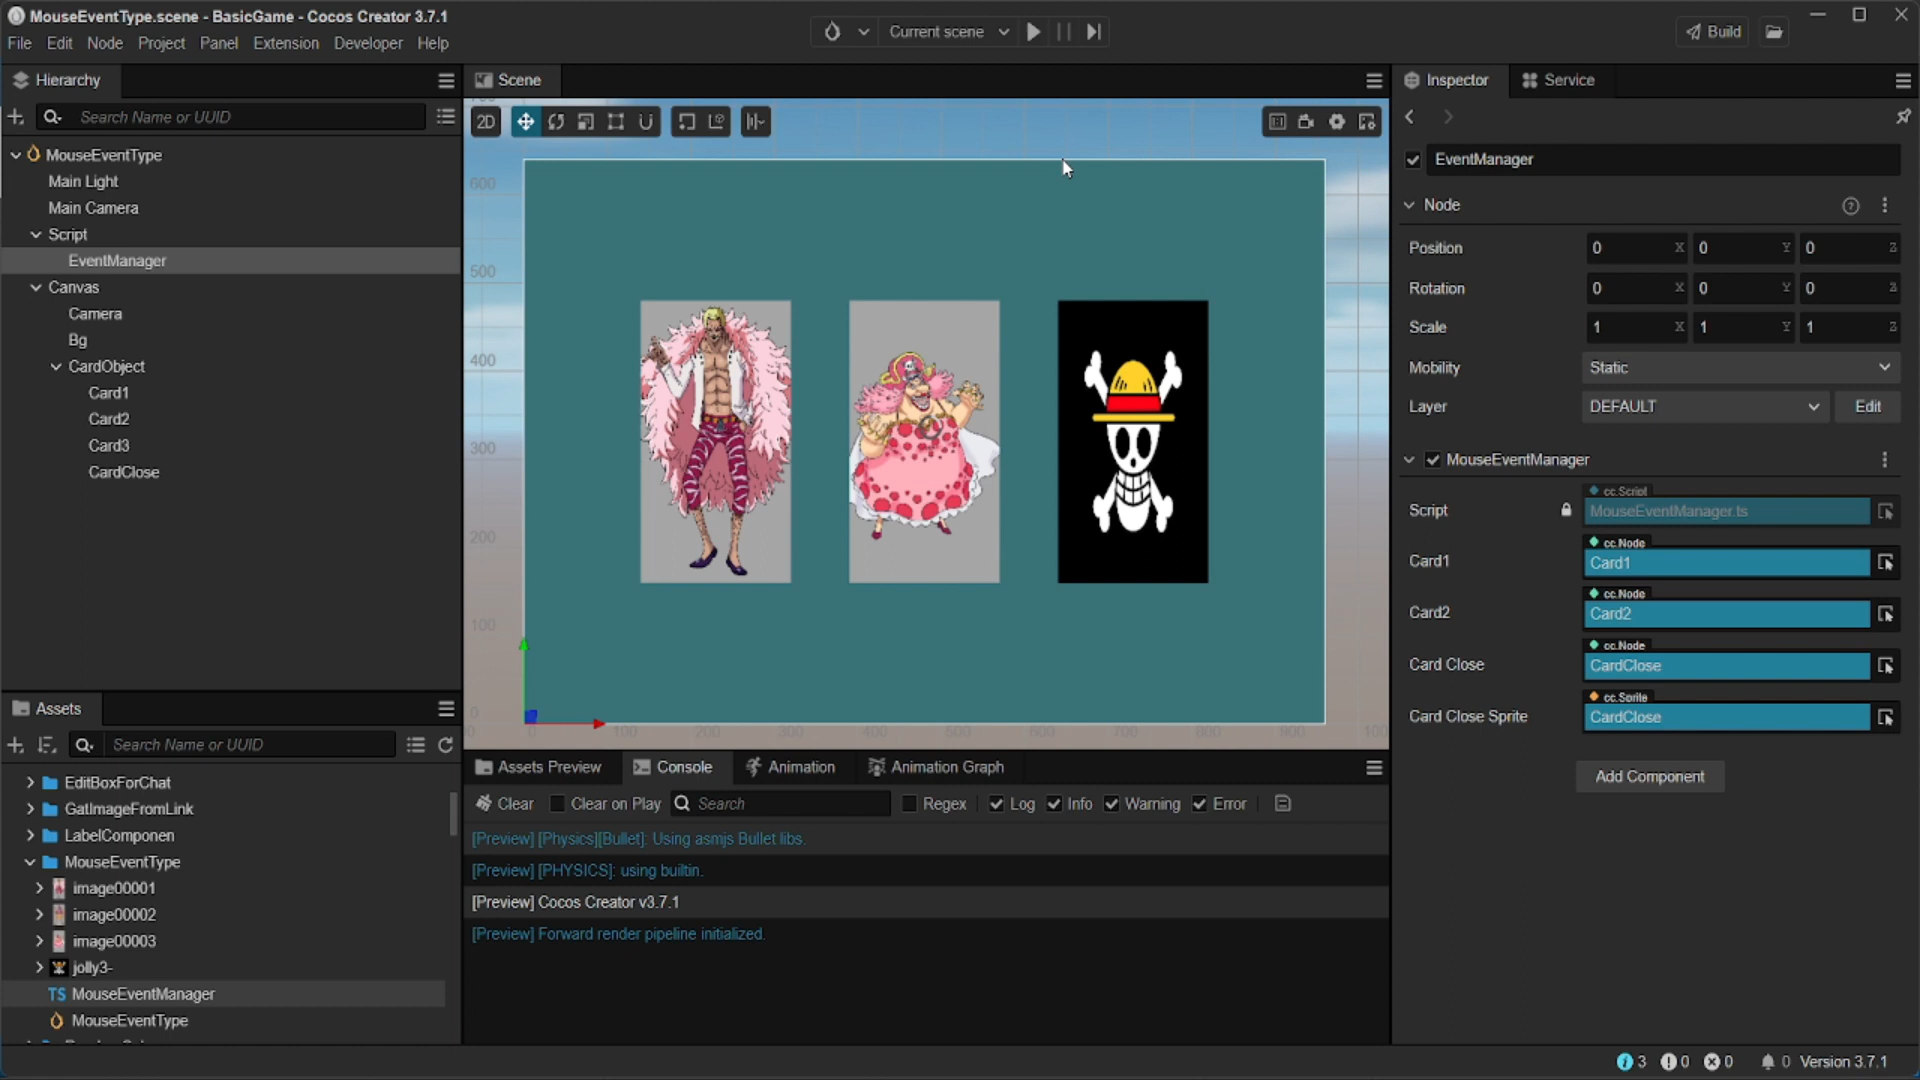 MouseEventType.scene - BasicGame - Cocos Creator 3.7.1
File Edit Node Project Panel Extension Developer Help
Current scene
Build
Hierarchy
Search Name or UUID
MouseEventType
Main Light
Main Camera
Script
EventManager
Canvas
Camera
Bg
CardObject
Card1
Card2
Card3
CardClose
Assets
Search Name or UUID
EditBoxForChat
GatImageFromLink
LabelComponen
MouseEventType
image00001
image00002
image00003
jolly3-
TS MouseEventManager
MouseEventType
Scene
2D
600
500
400
300
200
100
0
0 100 200 300 400 500 600 700 800 900 100
Assets Preview Console Animation Animation Graph
Clear Clear on Play Search Regex Log Info Warning Error
[Preview] [Physics][Bullet]: Using asmjs Bullet libs.
[Preview] [PHYSICS]: using builtin.
[Preview] Cocos Creator v3.7.1
[Preview] Forward render pipeline initialized.
Inspector Service
EventManager
Node
Position 0 X 0 Y 0 Z
Rotation 0 X 0 Y 0 Z
Scale 1 X 1 Y 1 Z
Mobility Static
Layer DEFAULT Edit
MouseEventManager
cc.Script
Script MouseEventManager.ts
cc.Node
Card1 Card1
cc.Node
Card2 Card2
cc.Node
Card Close CardClose
cc.Sprite
Card Close Sprite CardClose
Add Component
3 0 0 0 Version 3.7.1